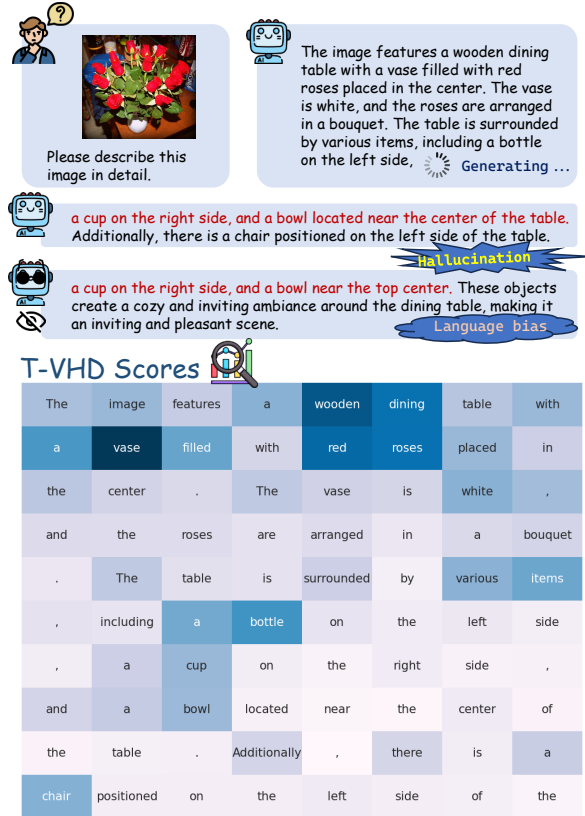 ?
Please describe this
image in detail.
AI
The image features a wooden dining
table with a vase filled with red
roses placed in the center. The vase
is white, and the roses are arranged
in a bouquet. The table is surrounded
by various items, including a bottle
on the left side,
Generating ...
AI
a cup on the right side, and a bowl located near the center of the table.
Additionally, there is a chair positioned on the left side of the table.
Hallucination
AI
a cup on the right side, and a bowl near the top center. These objects
create a cozy and inviting ambiance around the dining table, making it
an inviting and pleasant scene.
Language bias
T-VHD Scores
The image features a wooden dining table with
a vase filled with red roses placed in
the center . The vase is white ,
and the roses are arranged in a bouquet
. The table is surrounded by various items
, including a bottle on the left side
, a cup on the right side ,
and a bowl located near the center of
the table . Additionally , there is a
chair positioned on the left side of the